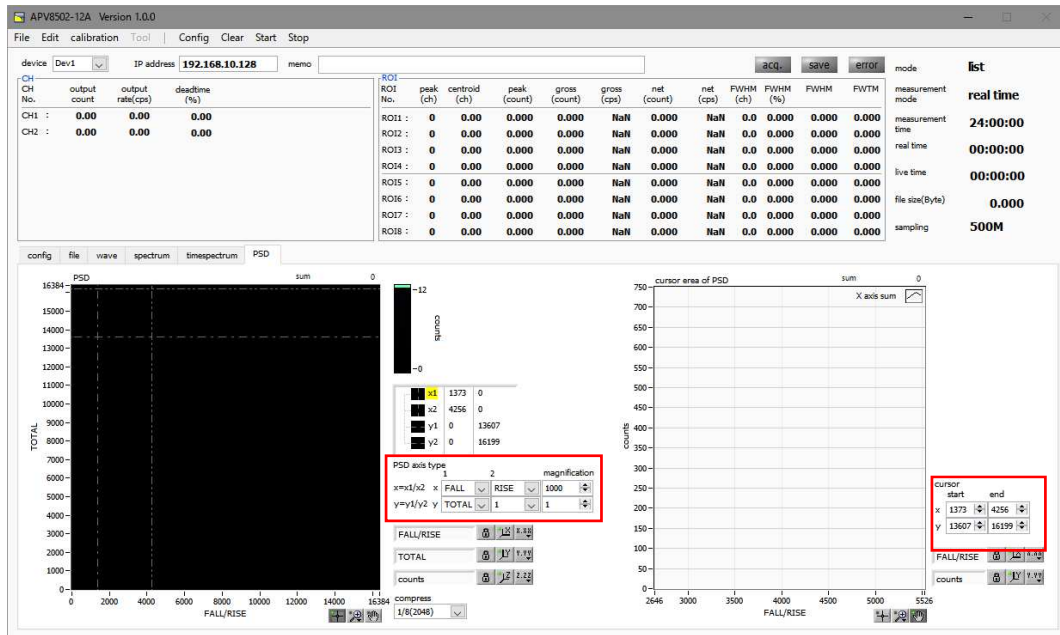 APV8502-12A Version 1.0.0
File Edit calibration Tool | Config Clear Start Stop
device Dev1 IP address 192.168.10.128 memo acq. save error mode list
CH
CH No. output count output rate(cps) deadtime (%)
CH1 : 0.00 0.00 0.00
CH2 : 0.00 0.00 0.00
ROI
ROI No. peak (ch) centroid (ch) peak (count) gross (count) gross (cps) net (count) net (cps) FWHM (ch) FWHM (%) FWHM FWTM
ROI1 : 0 0.00 0.000 0.000 NaN 0.000 NaN 0.0 0.000 0.000 0.000
ROI2 : 0 0.00 0.000 0.000 NaN 0.000 NaN 0.0 0.000 0.000 0.000
ROI3 : 0 0.00 0.000 0.000 NaN 0.000 NaN 0.0 0.000 0.000 0.000
ROI4 : 0 0.00 0.000 0.000 NaN 0.000 NaN 0.0 0.000 0.000 0.000
ROI5 : 0 0.00 0.000 0.000 NaN 0.000 NaN 0.0 0.000 0.000 0.000
ROI6 : 0 0.00 0.000 0.000 NaN 0.000 NaN 0.0 0.000 0.000 0.000
ROI7 : 0 0.00 0.000 0.000 NaN 0.000 NaN 0.0 0.000 0.000 0.000
ROI8 : 0 0.00 0.000 0.000 NaN 0.000 NaN 0.0 0.000 0.000 0.000
measurement mode real time
measurement time 24:00:00
real time 00:00:00
live time 00:00:00
file size(Byte) 0.000
sampling 500M
config file wave spectrum timespectrum PSD
PSD sum 0
16384
15000
14000
13000
12000
11000
10000
9000
8000
7000
6000
5000
4000
3000
2000
1000
0
TOTAL
0 2000 4000 6000 8000 10000 12000 14000 16384
FALL/RISE
12
counts
0
x1 1373 0
x2 4256 0
y1 0 13607
y2 0 16199
PSD axis type
1 2 magnification
x=x1/x2 x FALL RISE 1000
y=y1/y2 y TOTAL 1 1
FALL/RISE
TOTAL
counts
compress
1/8(2048)
cursor area of PSD sum 0
X axis sum
750
700
650
600
550
500
450
400
350
300
250
200
150
100
50
0
counts
2646 3000 3500 4000 4500 5000 5526
FALL/RISE
cursor
start end
x 1373 4256
y 13607 16199
FALL/RISE
counts